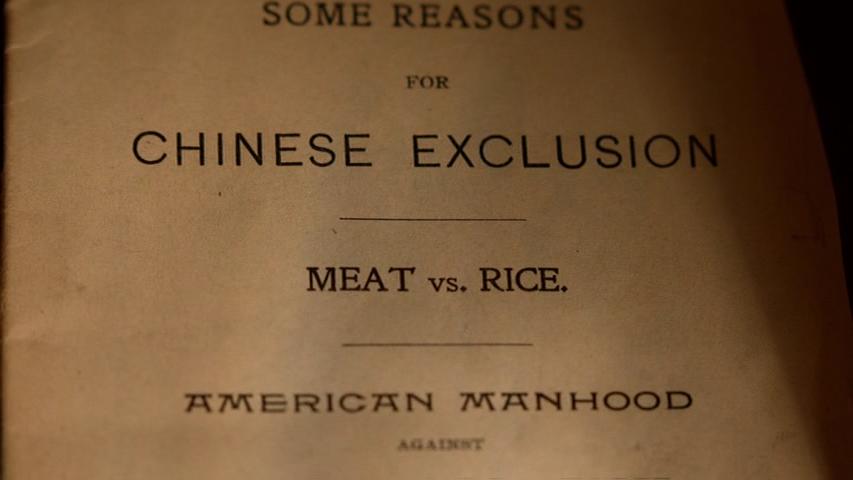 SOME REASONS
FOR
CHINESE EXCLUSION
MEAT vs. RICE.
AMERICAN MANHOOD
AGAINST